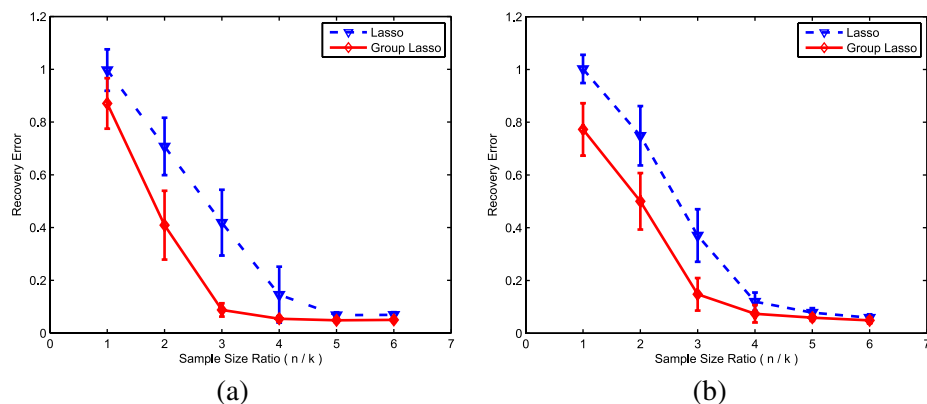 1.2
1
0.8
0.6
0.4
0.2
0
Recovery Error
Lasso
Group Lasso
0 1 2 3 4 5 6 7
Sample Size Ratio ( n / k )
(a)
1.2
1
0.8
0.6
0.4
0.2
0
Recovery Error
Lasso
Group Lasso
0 1 2 3 4 5 6 7
Sample Size Ratio ( n / k )
(b)